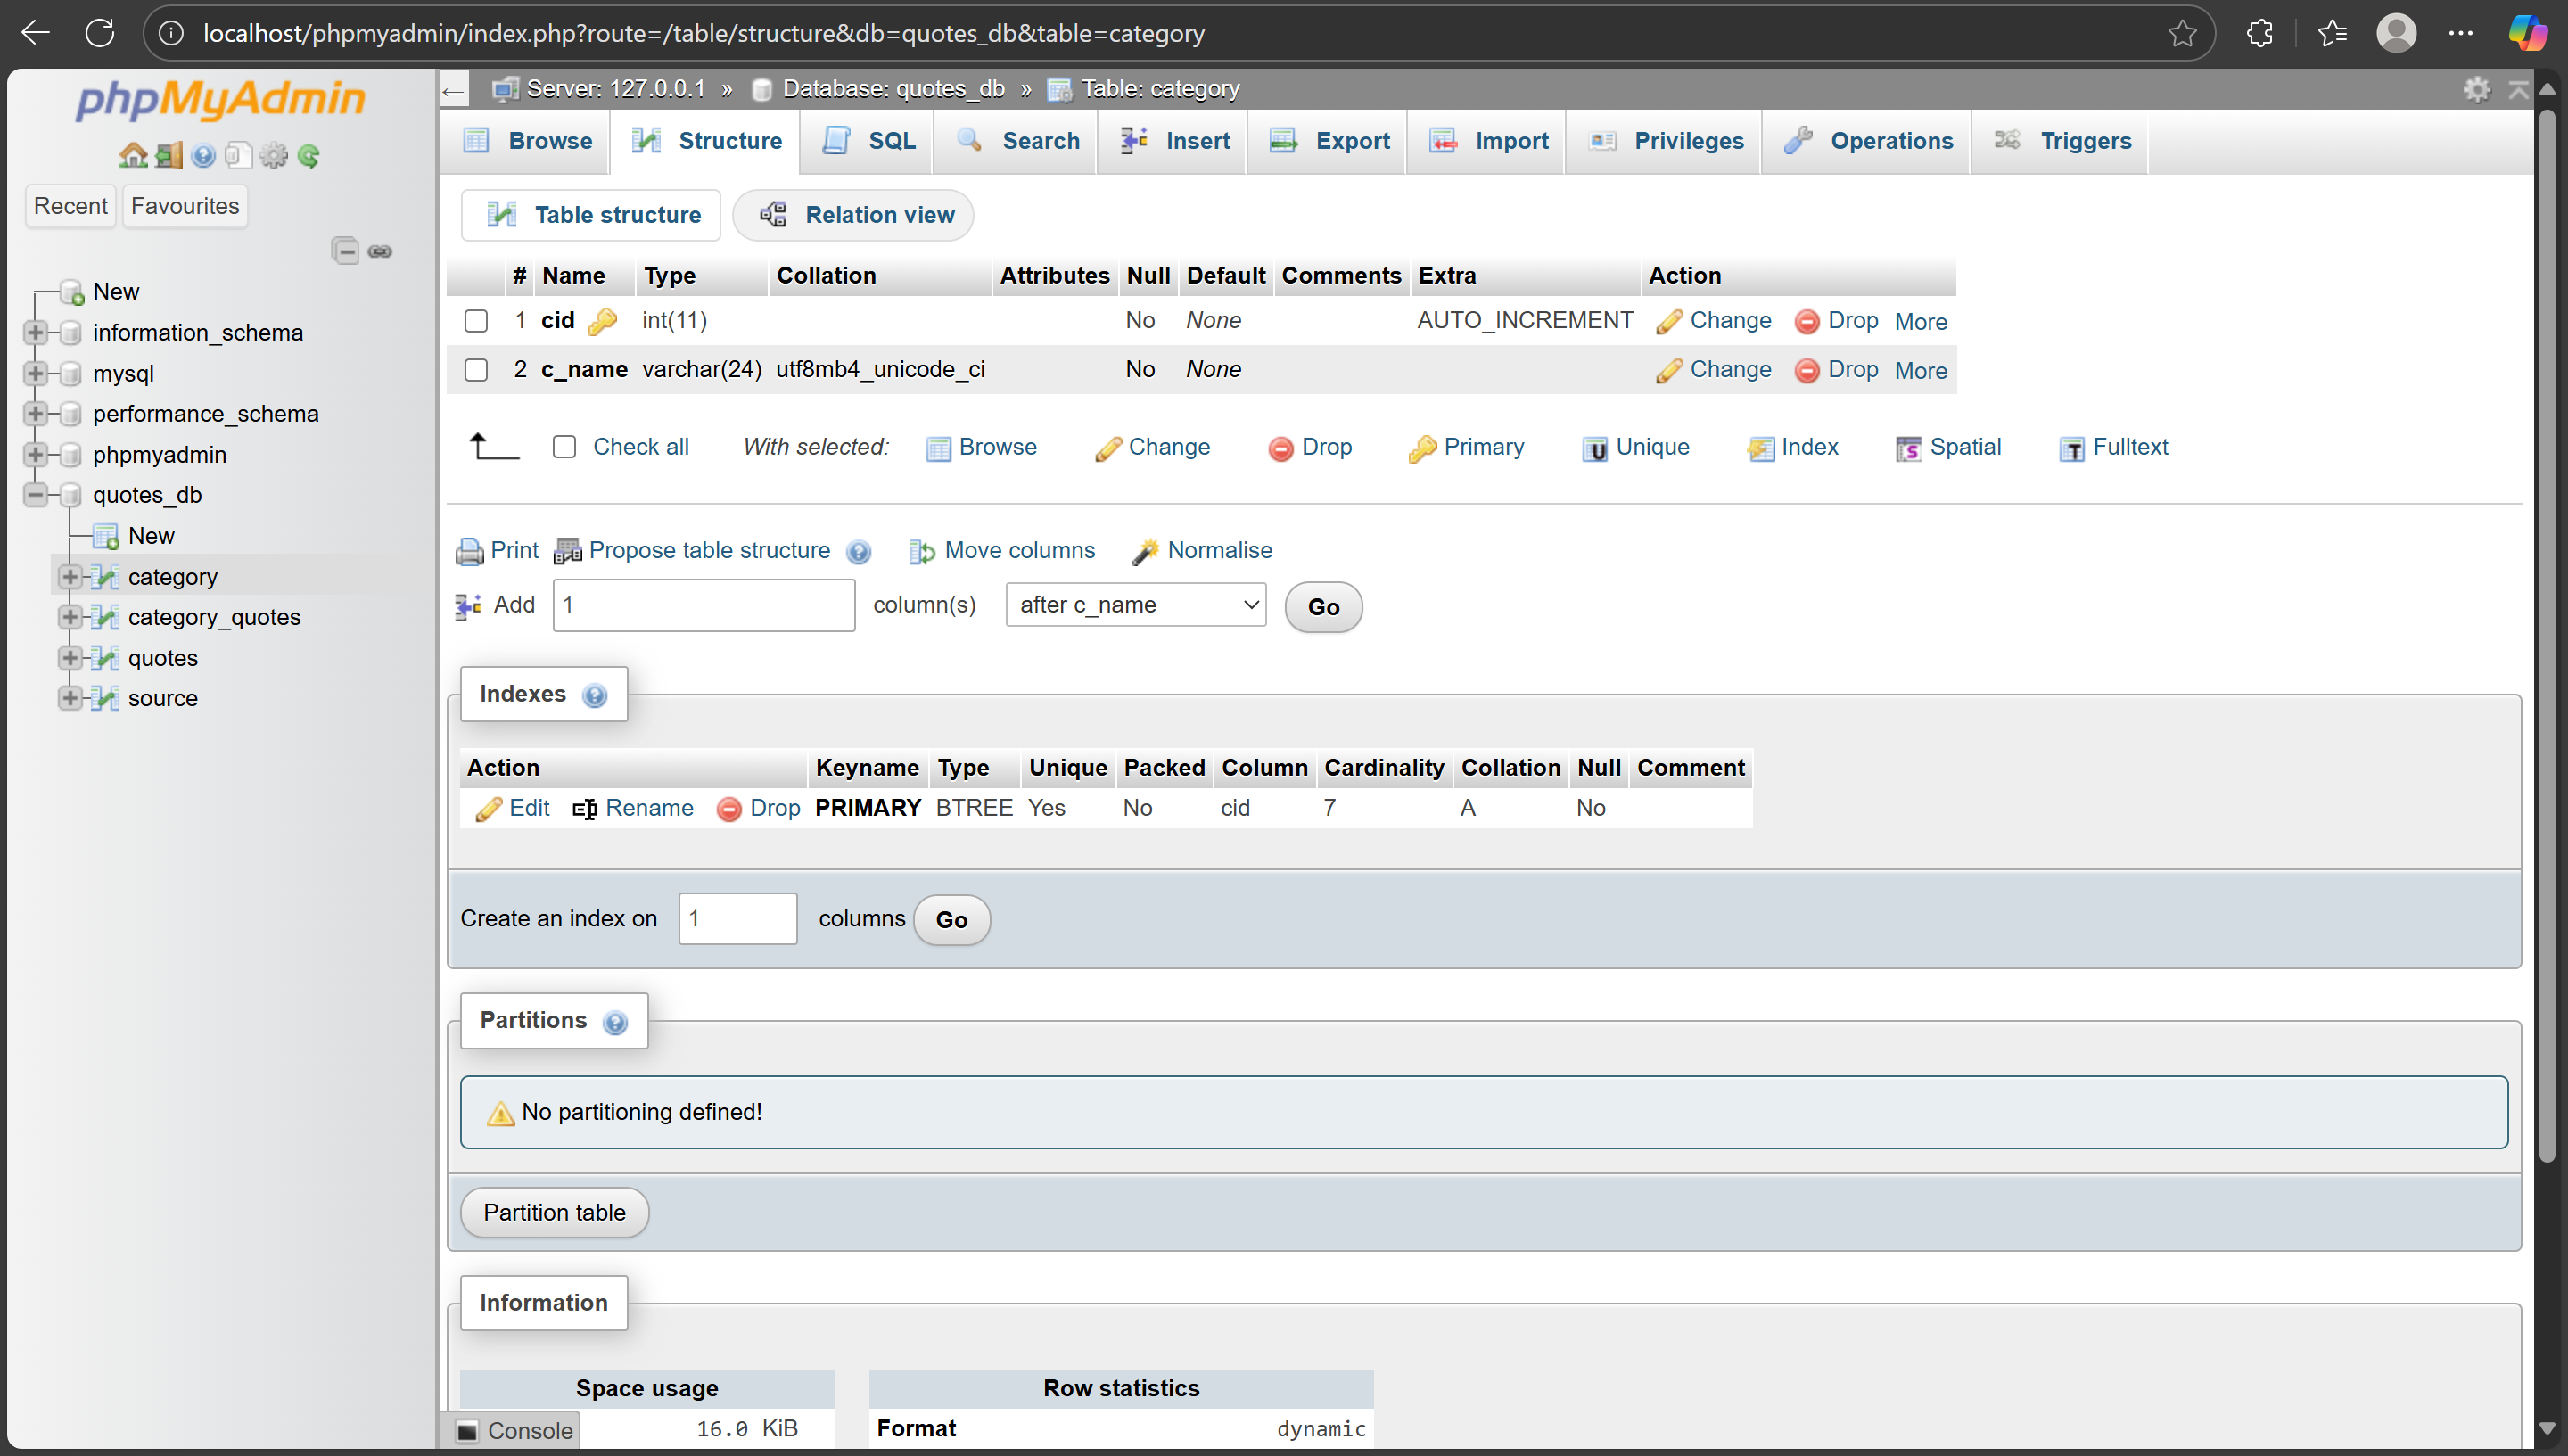 localhost/phpmyadmin/index.php?route=/table/structure&db=quotes_db&table=category
phpMyAdmin
Recent Favourites
New
information_schema
mysql
performance_schema
phpmyadmin
quotes_db
New
category
category_quotes
quotes
source
Server: 127.0.0.1 » Database: quotes_db » Table: category
Browse Structure SQL Search Insert Export Import Privileges Operations Triggers
Table structure Relation view
# Name Type Collation Attributes Null Default Comments Extra Action
1 cid int(11) No None AUTO_INCREMENT Change Drop More
2 c_name varchar(24) utf8mb4_unicode_ci No None Change Drop More
Check all With selected: Browse Change Drop Primary Unique Index Spatial Fulltext
Print Propose table structure Move columns Normalise
Add 1 column(s) after c_name Go
Indexes
Action Keyname Type Unique Packed Column Cardinality Collation Null Comment
Edit Rename Drop PRIMARY BTREE Yes No cid 7 A No
Create an index on 1 columns Go
Partitions
No partitioning defined!
Partition table
Information
Space usage Row statistics
16.0 KiB Format dynamic
Console